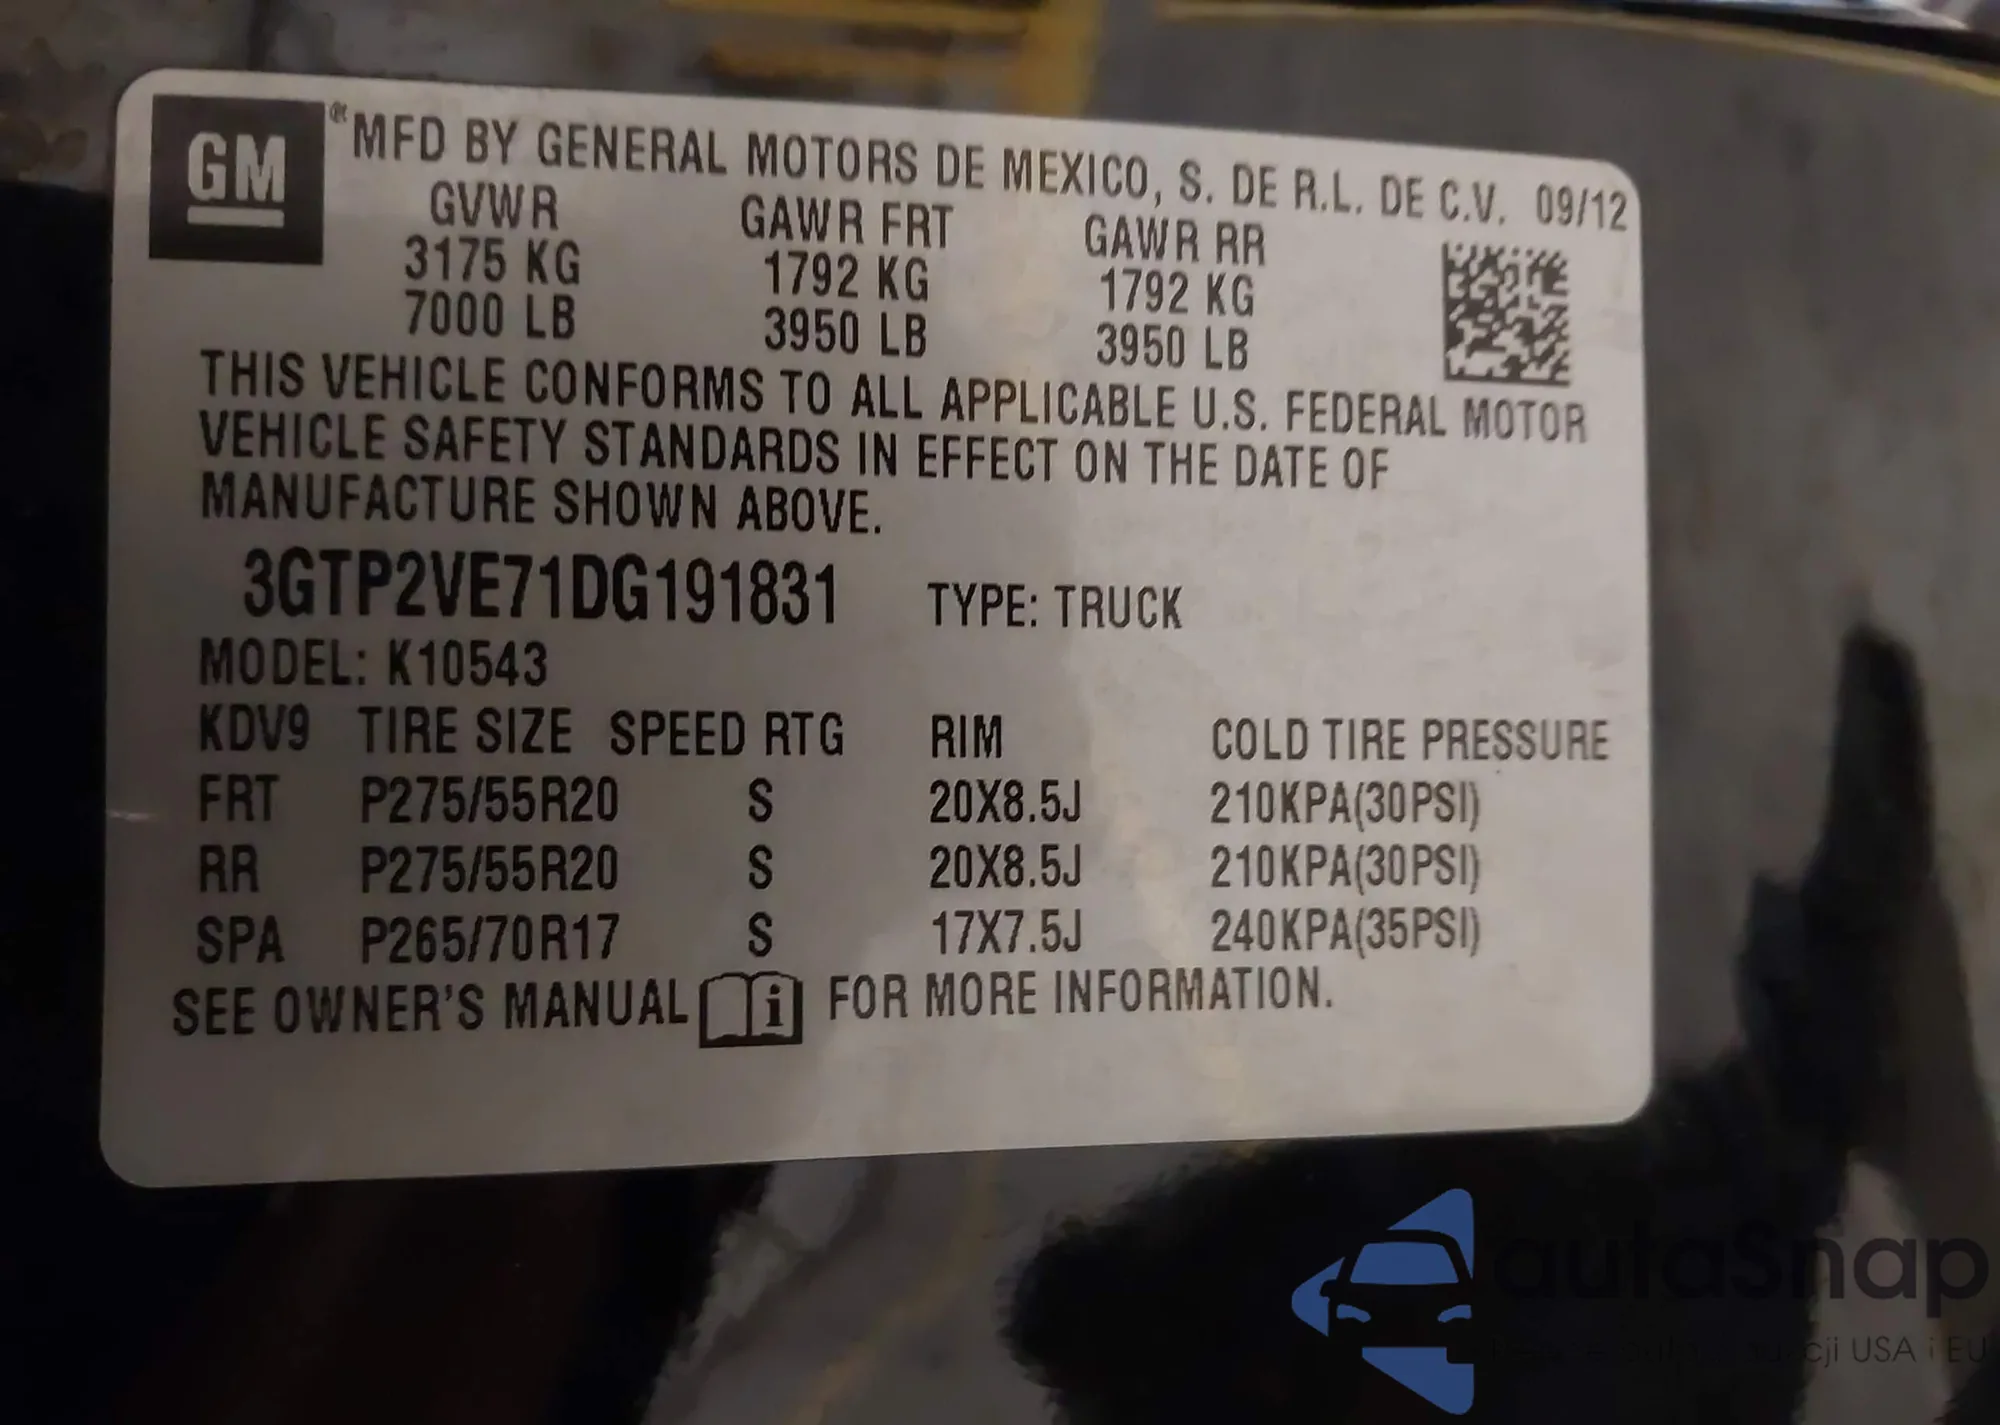 GM ® MFD BY GENERAL MOTORS DE MEXICO, S. DE R.L. DE C.V. 09/12
GVWR GAWR FRT GAWR RR
3175 KG 1792 KG 1792 KG
7000 LB 3950 LB 3950 LB
THIS VEHICLE CONFORMS TO ALL APPLICABLE U.S. FEDERAL MOTOR
VEHICLE SAFETY STANDARDS IN EFFECT ON THE DATE OF
MANUFACTURE SHOWN ABOVE.
3GTP2VE71DG191831 TYPE: TRUCK
MODEL: K10543
KDV9 TIRE SIZE SPEED RTG RIM COLD TIRE PRESSURE
FRT P275/55R20 S 20X8.5J 210KPA(30PSI)
RR P275/55R20 S 20X8.5J 210KPA(30PSI)
SPA P265/70R17 S 17X7.5J 240KPA(35PSI)
SEE OWNER'S MANUAL i FOR MORE INFORMATION.
autaSnap
USA i EU